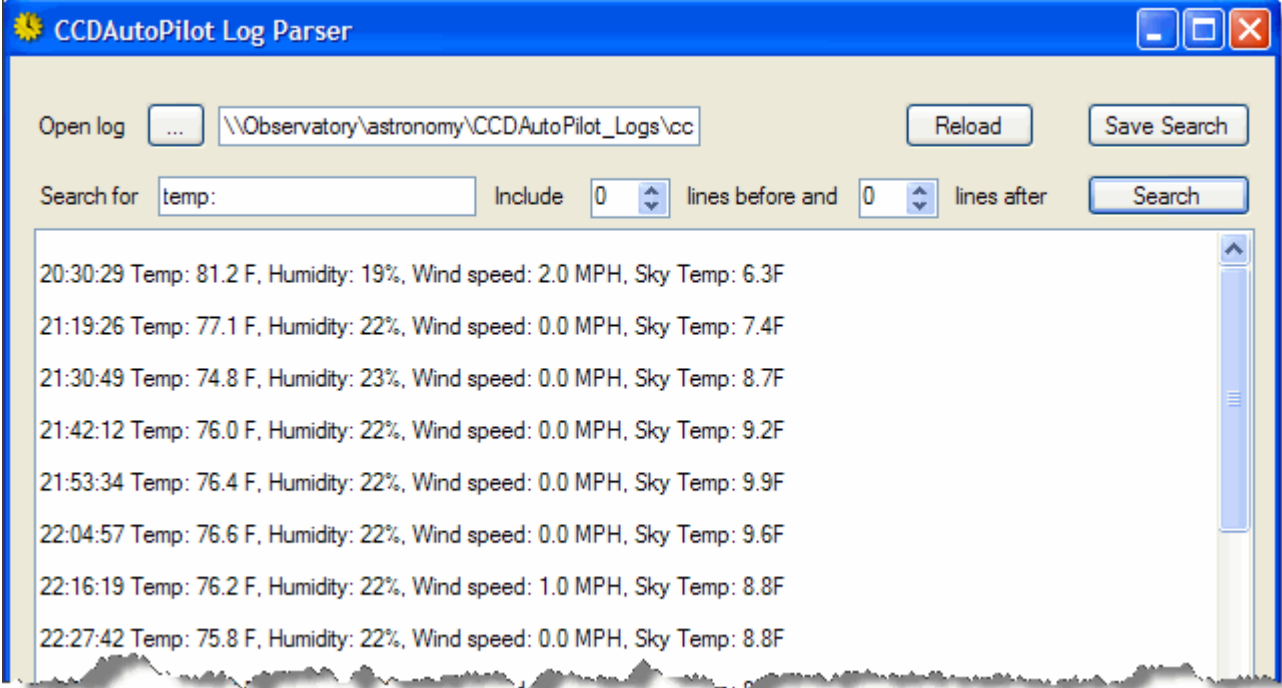 CCDAutoPilot Log Parser
Open log ... \\Observatory\astronomy\CCDAutoPilot_Logs\cc Reload Save Search
Search for temp: Include 0 lines before and 0 lines after Search
20:30:29 Temp: 81.2 F, Humidity: 19%, Wind speed: 2.0 MPH, Sky Temp: 6.3F
21:19:26 Temp: 77.1 F, Humidity: 22%, Wind speed: 0.0 MPH, Sky Temp: 7.4F
21:30:49 Temp: 74.8 F, Humidity: 23%, Wind speed: 0.0 MPH, Sky Temp: 8.7F
21:42:12 Temp: 76.0 F, Humidity: 22%, Wind speed: 0.0 MPH, Sky Temp: 9.2F
21:53:34 Temp: 76.4 F, Humidity: 22%, Wind speed: 0.0 MPH, Sky Temp: 9.9F
22:04:57 Temp: 76.6 F, Humidity: 22%, Wind speed: 0.0 MPH, Sky Temp: 9.6F
22:16:19 Temp: 76.2 F, Humidity: 22%, Wind speed: 1.0 MPH, Sky Temp: 8.8F
22:27:42 Temp: 75.8 F, Humidity: 22%, Wind speed: 0.0 MPH, Sky Temp: 8.8F